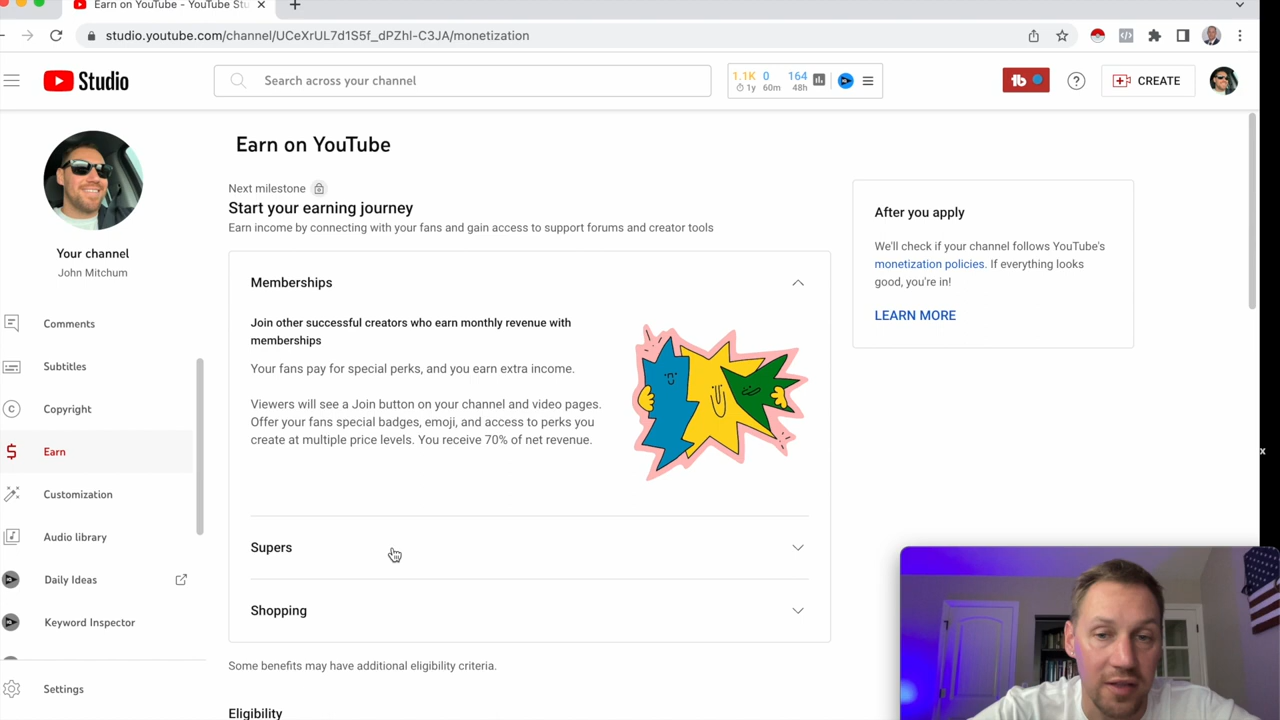 Earn on YouTube - YouTube Stu
studio.youtube.com/channel/UCeXrUL7d1S5f_dPZhl-C3JA/monetization
Studio
Search across your channel
1.1K 0 164
1y 60m 48h
tb
?
CREATE
Your channel
John Mitchum
Comments
Subtitles
Copyright
Earn
Customization
Audio library
Daily Ideas
Keyword Inspector
Settings
Earn on YouTube
Next milestone
Start your earning journey
Earn income by connecting with your fans and gain access to support forums and creator tools
Memberships
Join other successful creators who earn monthly revenue with
memberships
Your fans pay for special perks, and you earn extra income.
Viewers will see a Join button on your channel and video pages.
Offer your fans special badges, emoji, and access to perks you
create at multiple price levels. You receive 70% of net revenue.
Supers
Shopping
Some benefits may have additional eligibility criteria.
Eligibility
After you apply
We'll check if your channel follows YouTube's
monetization policies. If everything looks
good, you're in!
LEARN MORE
x